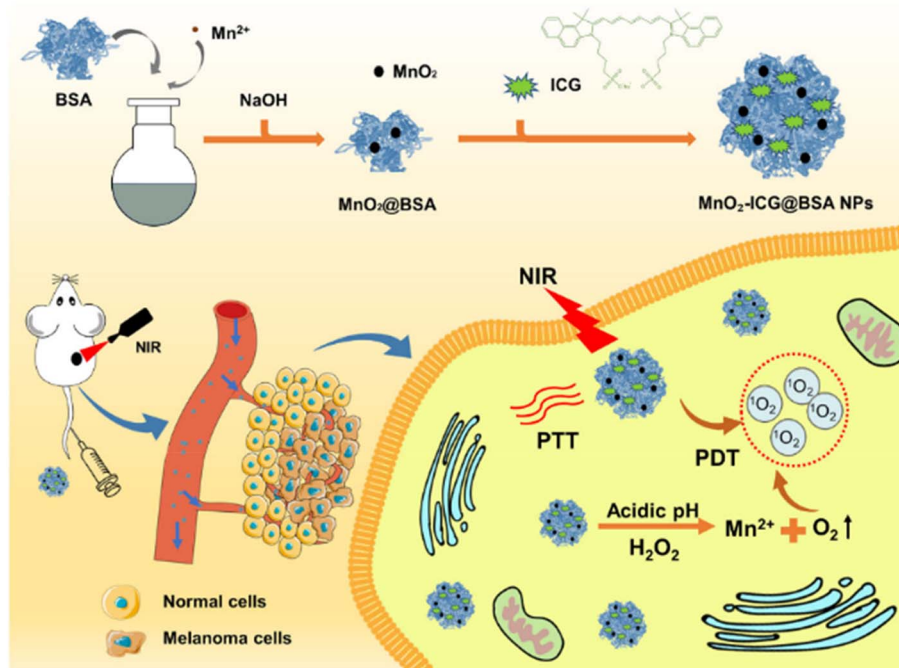 BSA
Mn²⁺
NaOH
MnO₂
ICG
MnO₂@BSA
MnO₂-ICG@BSA NPs
NIR
NIR
PTT
PDT
¹O₂
¹O₂
¹O₂
¹O₂
Acidic pH
H₂O₂
Mn²⁺ + O₂ ↑
Normal cells
Melanoma cells